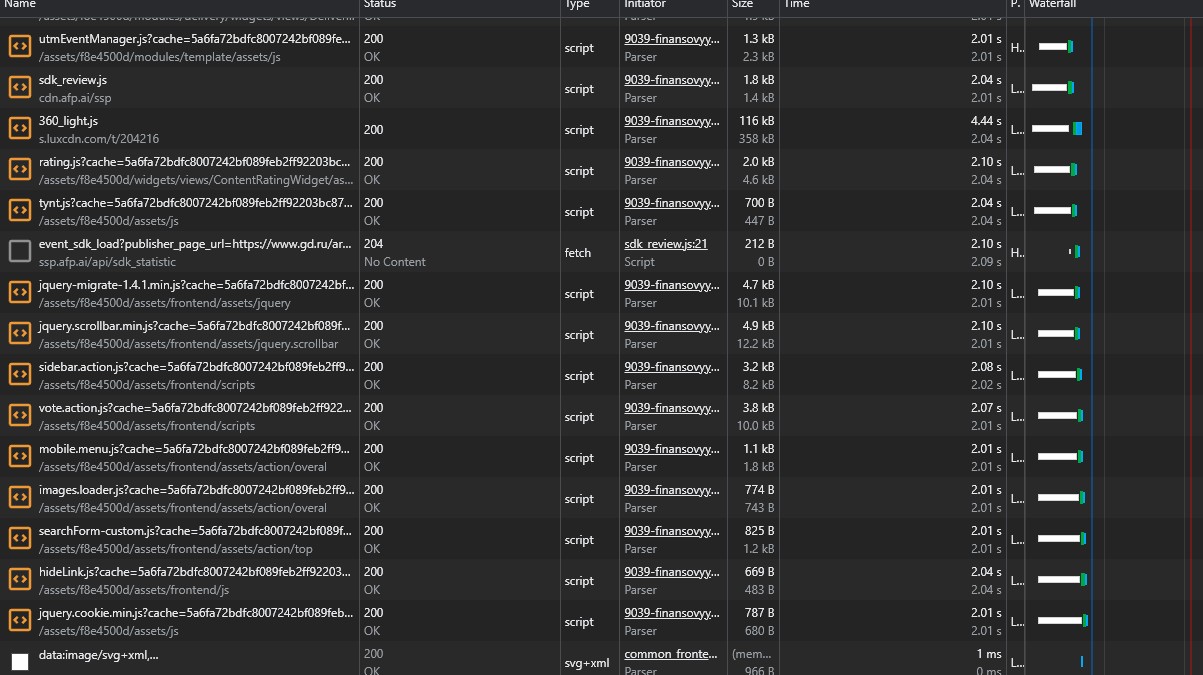 Name Status Type Initiator Size Time P. Waterfall
utmEventManager.js?cache=5a6fa72bdfc8007242bf089fe... 200 script 9039-finansovyy... 1.3 kB 2.01 s H..
/assets/f8e4500d/modules/template/assets/js OK Parser 2.3 kB 2.01 s
sdk_review.js 200 script 9039-finansovyy... 1.8 kB 2.04 s L...
cdn.afp.ai/ssp OK Parser 1.4 kB 2.01 s
360_light.js 200 script 9039-finansovyy... 116 kB 4.44 s L...
s.luxcdn.com/t/204216 Parser 358 kB 2.04 s
rating.js?cache=5a6fa72bdfc8007242bf089feb2ff92203bc... 200 script 9039-finansovyy... 2.0 kB 2.10 s L...
/assets/f8e4500d/widgets/views/ContentRatingWidget/as... OK Parser 4.6 kB 2.04 s
tynt.js?cache=5a6fa72bdfc8007242bf089feb2ff92203bc87... 200 script 9039-finansovyy... 700 B 2.04 s L...
/assets/f8e4500d/assets/js OK Parser 447 B 2.01 s
event_sdk_load?publisher_page_url=https://www.gd.ru/ar... 204 fetch sdk_review.js:21 212 B 2.10 s H..
ssp.afp.ai/api/sdk_statistic No Content Script 0 B 2.09 s
jquery-migrate-1.4.1.min.js?cache=5a6fa72bdfc8007242bf... 200 script 9039-finansovyy... 4.7 kB 2.10 s L...
/assets/f8e4500d/assets/frontend/assets/jquery OK Parser 10.1 kB 2.01 s
jquery.scrollbar.min.js?cache=5a6fa72bdfc8007242bf089f... 200 script 9039-finansovyy... 4.9 kB 2.10 s L...
/assets/f8e4500d/assets/frontend/assets/jquery.scrollbar OK Parser 12.2 kB 2.01 s
sidebar.action.js?cache=5a6fa72bdfc8007242bf089feb2ff9... 200 script 9039-finansovyy... 3.2 kB 2.08 s L...
/assets/f8e4500d/assets/frontend/scripts OK Parser 8.2 kB 2.02 s
vote.action.js?cache=5a6fa72bdfc8007242bf089feb2ff922... 200 script 9039-finansovyy... 3.8 kB 2.07 s L...
/assets/f8e4500d/assets/frontend/scripts OK Parser 10.0 kB 2.01 s
mobile.menu.js?cache=5a6fa72bdfc8007242bf089feb2ff9... 200 script 9039-finansovyy... 1.1 kB 2.01 s L...
/assets/f8e4500d/assets/frontend/assets/action/overal OK Parser 1.8 kB 2.01 s
images.loader.js?cache=5a6fa72bdfc8007242bf089feb2ff9... 200 script 9039-finansovyy... 774 B 2.01 s L...
/assets/f8e4500d/assets/frontend/assets/action/overal OK Parser 743 B 2.01 s
searchForm-custom.js?cache=5a6fa72bdfc8007242bf089f... 200 script 9039-finansovyy... 825 B 2.01 s L...
/assets/f8e4500d/assets/frontend/assets/action/top OK Parser 1.2 kB 2.01 s
hideLink.js?cache=5a6fa72bdfc8007242bf089feb2ff92203... 200 script 9039-finansovyy... 669 B 2.04 s L...
/assets/f8e4500d/assets/frontend/js OK Parser 483 B 2.04 s
jquery.cookie.min.js?cache=5a6fa72bdfc8007242bf089feb... 200 script 9039-finansovyy... 787 B 2.01 s L...
/assets/f8e4500d/assets/js OK Parser 680 B 2.01 s
data:image/svg+xml,... 200 svg+xml common_fronte... (mem... 1 ms L...
OK Parser 966 B 0 ms